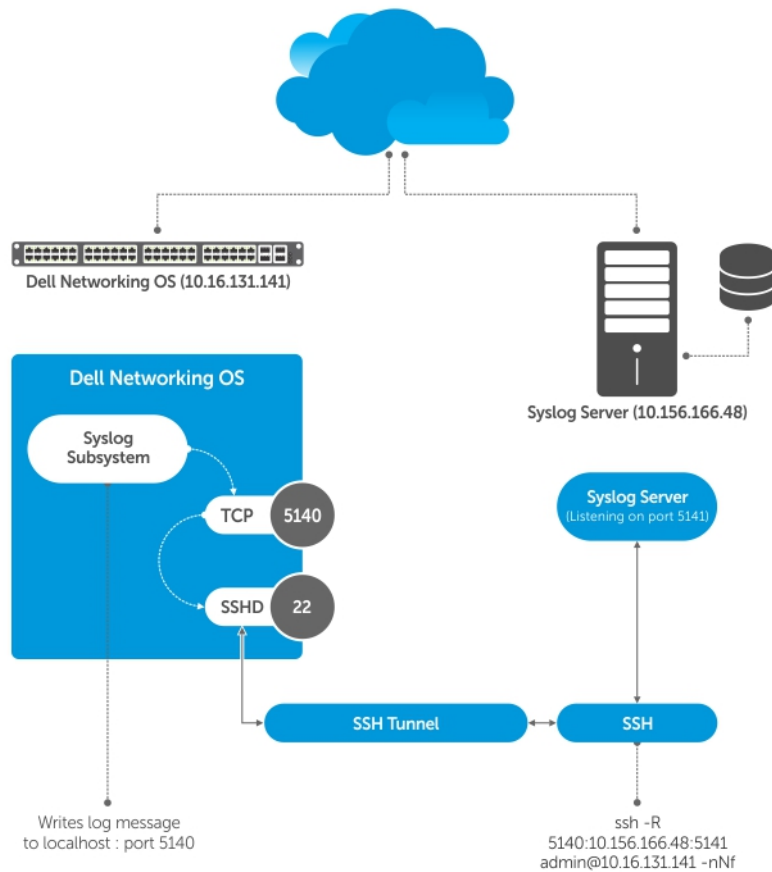 Dell Networking OS (10.16.131.141)
Syslog Server (10.156.166.48)
Dell Networking OS
Syslog
Subsystem
TCP
5140
SSHD
22
Syslog Server
(Listening on port 5141)
SSH Tunnel
SSH
Writes log message
to localhost : port 5140
ssh -R
5140:10.156.166.48:5141
admin@10.16.131.141 -nNf